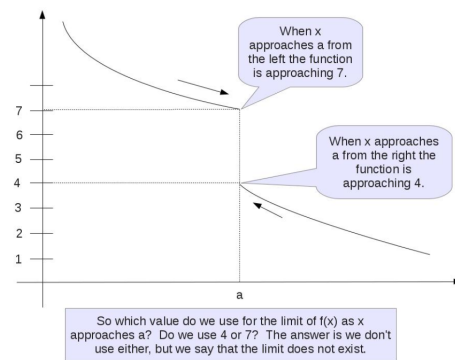 When x
approaches a from
the left the function
is approaching 7.
7
6
5
4
3
2
1
When x approaches
a from the right the
function is
approaching 4.
a
So which value do we use for the limit of f(x) as x
approaches a? Do we use 4 or 7? The answer is we don't
use either, but we say that the limit does not exist.